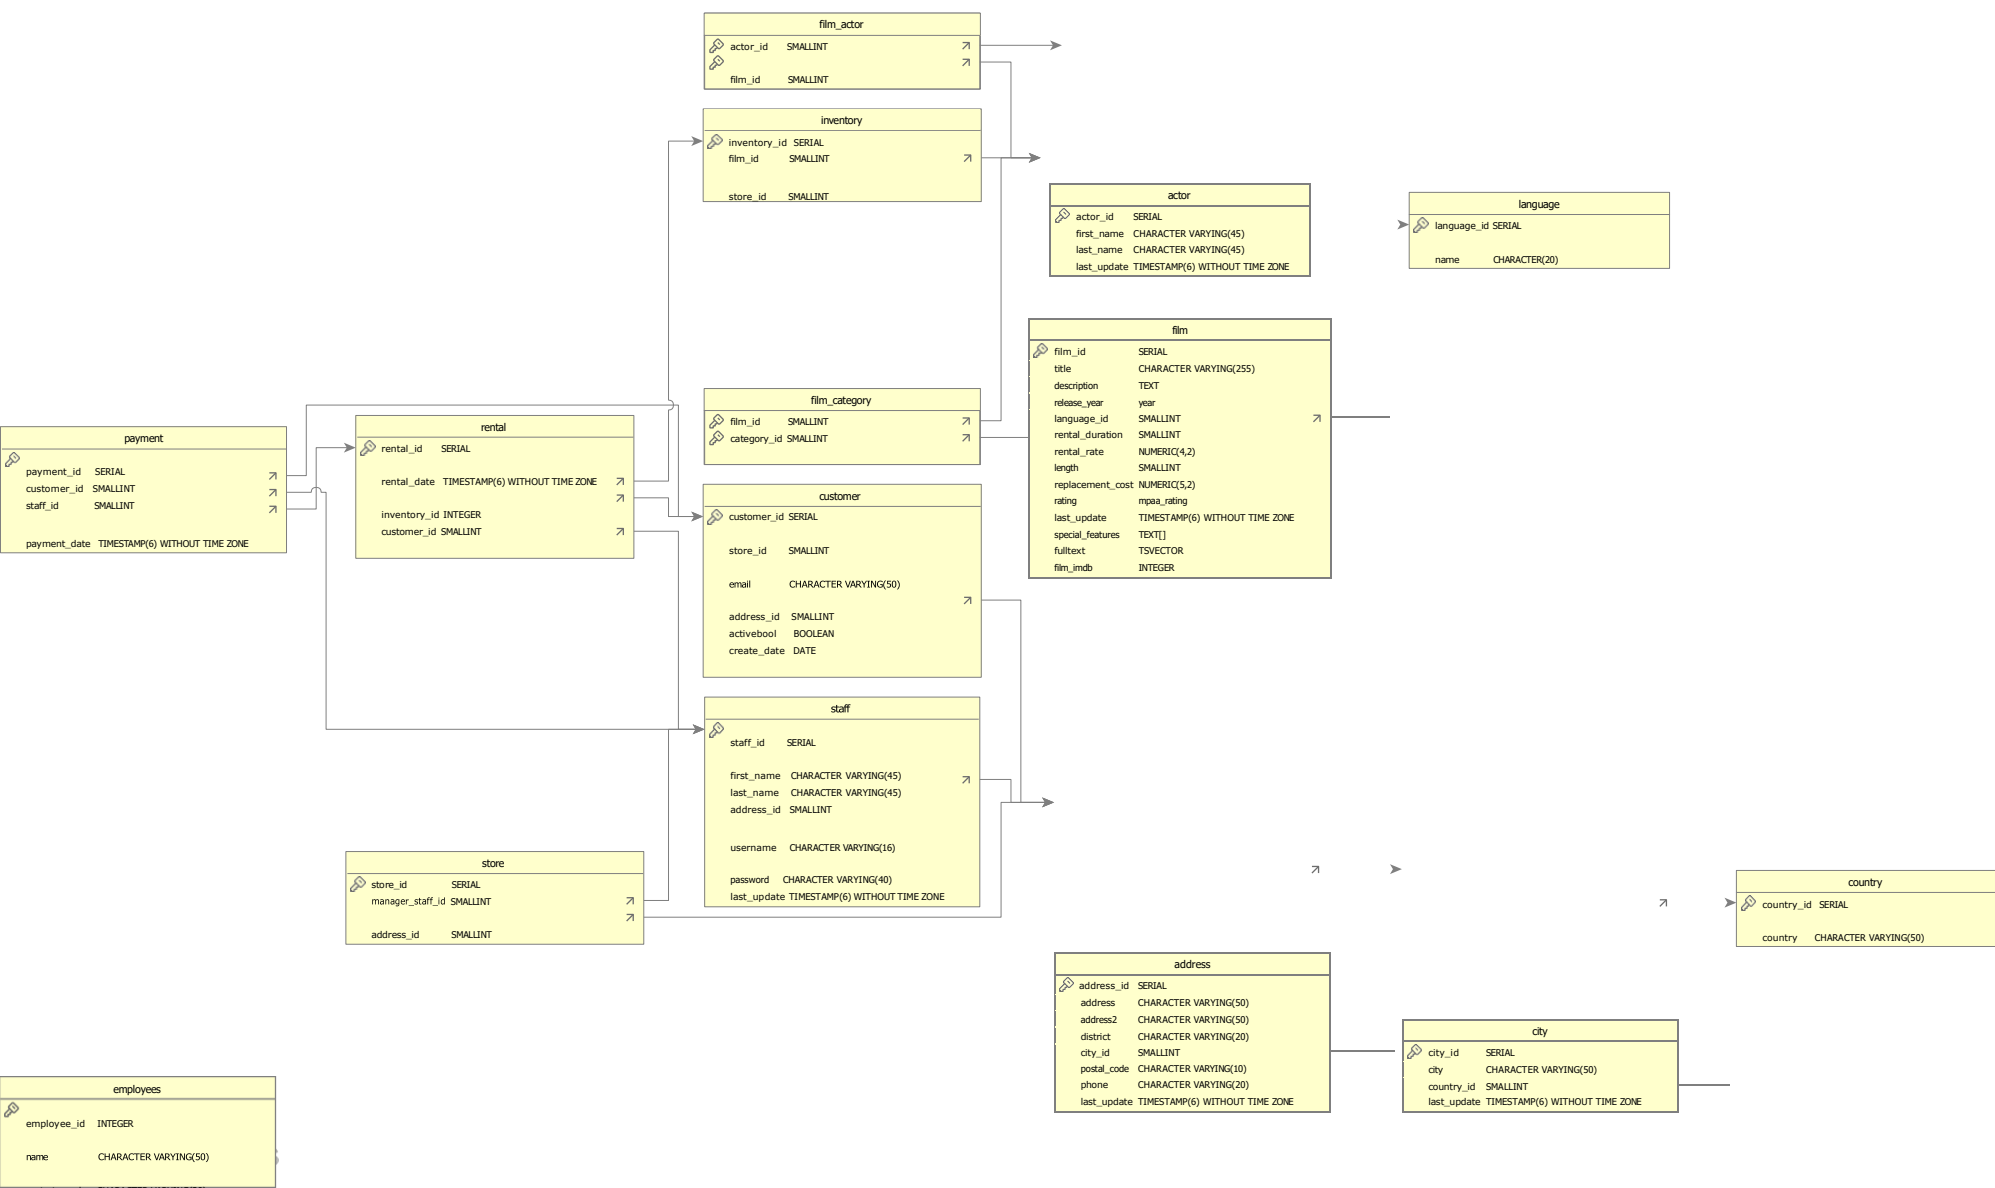 film_actor
actor_id SMALLINT
film_id SMALLINT
inventory
inventory_id SERIAL
film_id SMALLINT
store_id SMALLINT
actor
actor_id SERIAL
first_name CHARACTER VARYING(45)
last_name CHARACTER VARYING(45)
last_update TIMESTAMP(6) WITHOUT TIME ZONE
language
language_id SERIAL
name CHARACTER(20)
film
film_id SERIAL
title CHARACTER VARYING(255)
description TEXT
release_year year
language_id SMALLINT
rental_duration SMALLINT
rental_rate NUMERIC(4,2)
length SMALLINT
replacement_cost NUMERIC(5,2)
rating mpaa_rating
last_update TIMESTAMP(6) WITHOUT TIME ZONE
special_features TEXT[]
fulltext TSVECTOR
film_imdb INTEGER
film_category
film_id SMALLINT
category_id SMALLINT
payment
payment_id SERIAL
customer_id SMALLINT
staff_id SMALLINT
payment_date TIMESTAMP(6) WITHOUT TIME ZONE
rental
rental_id SERIAL
rental_date TIMESTAMP(6) WITHOUT TIME ZONE
inventory_id INTEGER
customer_id SMALLINT
customer
customer_id SERIAL
store_id SMALLINT
email CHARACTER VARYING(50)
address_id SMALLINT
activebool BOOLEAN
create_date DATE
staff
staff_id SERIAL
first_name CHARACTER VARYING(45)
last_name CHARACTER VARYING(45)
address_id SMALLINT
username CHARACTER VARYING(16)
password CHARACTER VARYING(40)
last_update TIMESTAMP(6) WITHOUT TIME ZONE
store
store_id SERIAL
manager_staff_id SMALLINT
address_id SMALLINT
country
country_id SERIAL
country CHARACTER VARYING(50)
address
address_id SERIAL
address CHARACTER VARYING(50)
address2 CHARACTER VARYING(50)
district CHARACTER VARYING(20)
city_id SMALLINT
postal_code CHARACTER VARYING(10)
phone CHARACTER VARYING(20)
last_update TIMESTAMP(6) WITHOUT TIME ZONE
city
city_id SERIAL
city CHARACTER VARYING(50)
country_id SMALLINT
last_update TIMESTAMP(6) WITHOUT TIME ZONE
employees
employee_id INTEGER
name CHARACTER VARYING(50)